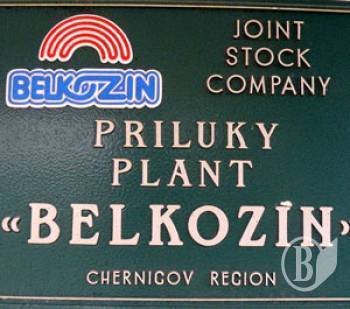 BELKOZIN
JOINT
STOCK
COMPANY
PRILUKY
PLANT
«BELKOZIN»
CHERNIGOV REGION
B